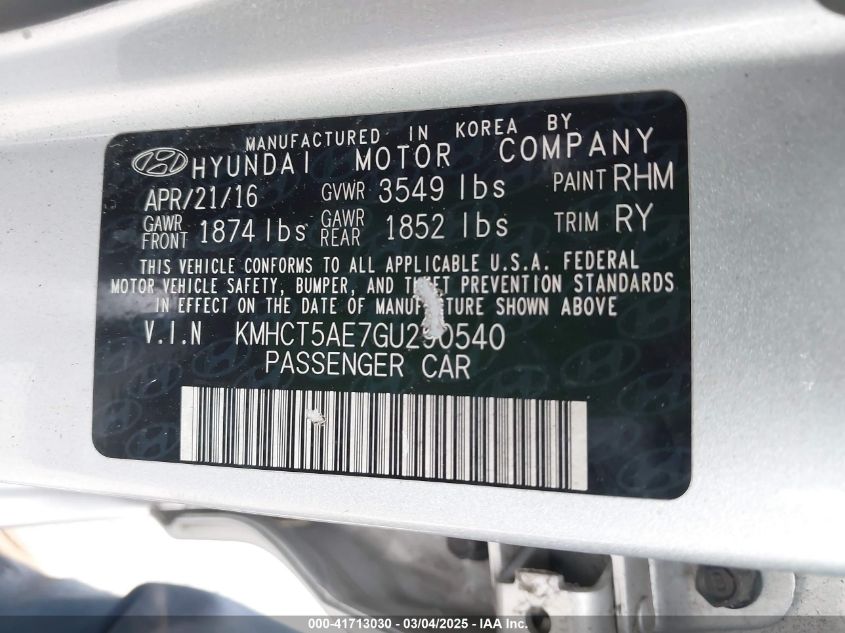 MANUFACTURED IN KOREA BY
HYUNDAI MOTOR COMPANY
APR/21/16 GVWR 3549 lbs PAINT RHM
GAWR FRONT 1874 lbs GAWR REAR 1852 lbs TRIM RY
THIS VEHICLE CONFORMS TO ALL APPLICABLE U.S.A. FEDERAL
MOTOR VEHICLE SAFETY, BUMPER, AND THEFT PREVENTION STANDARDS
IN EFFECT ON THE DATE OF MANUFACTURE SHOWN ABOVE
V.I.N KMHCT5AE7GU290540
PASSENGER CAR
000-41713030 - 03/04/2025 - IAA Inc.